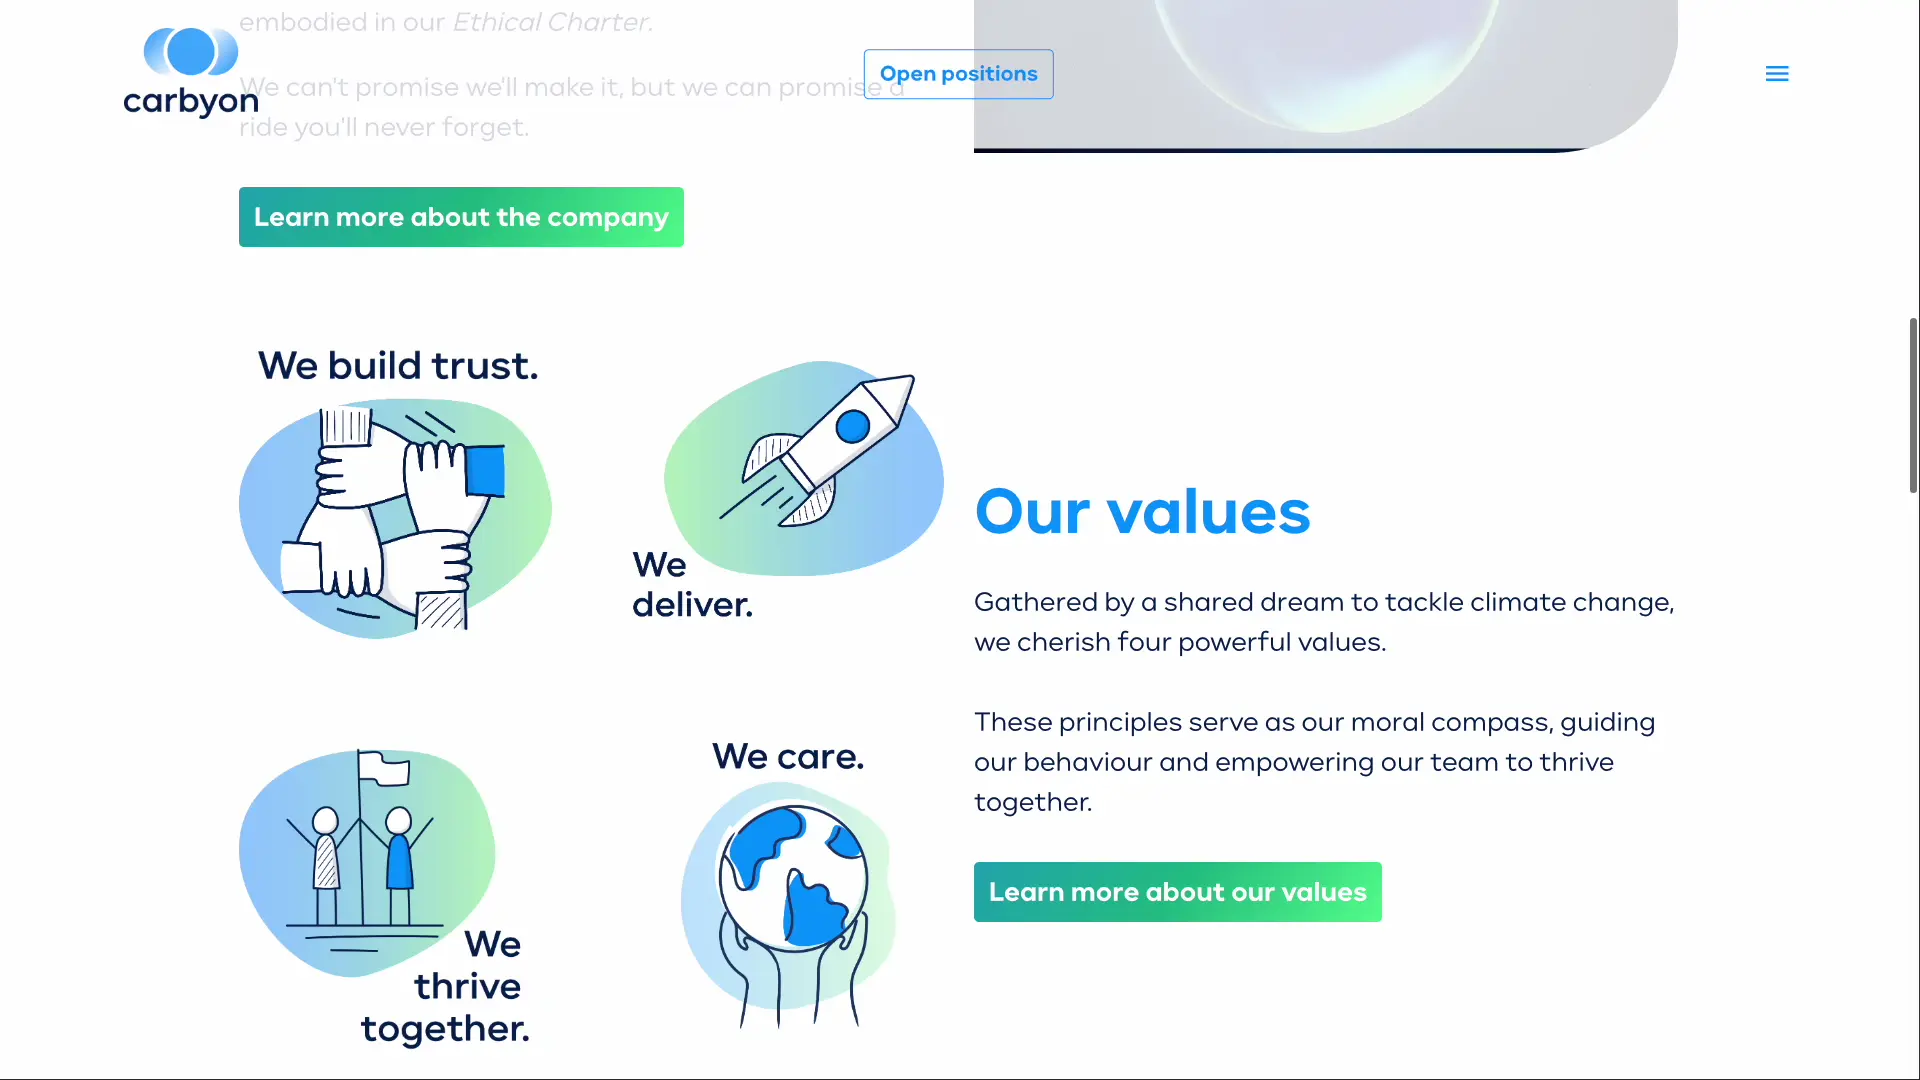 embodied in our Ethical Charter.
carbyon
Open positions
We can't promise we'll make it, but we can promise a
ride you'll never forget.
Learn more about the company
We build trust.
We
deliver.
We
thrive
together.
We care.
Our values
Gathered by a shared dream to tackle climate change,
we cherish four powerful values.
These principles serve as our moral compass, guiding
our behaviour and empowering our team to thrive
together.
Learn more about our values